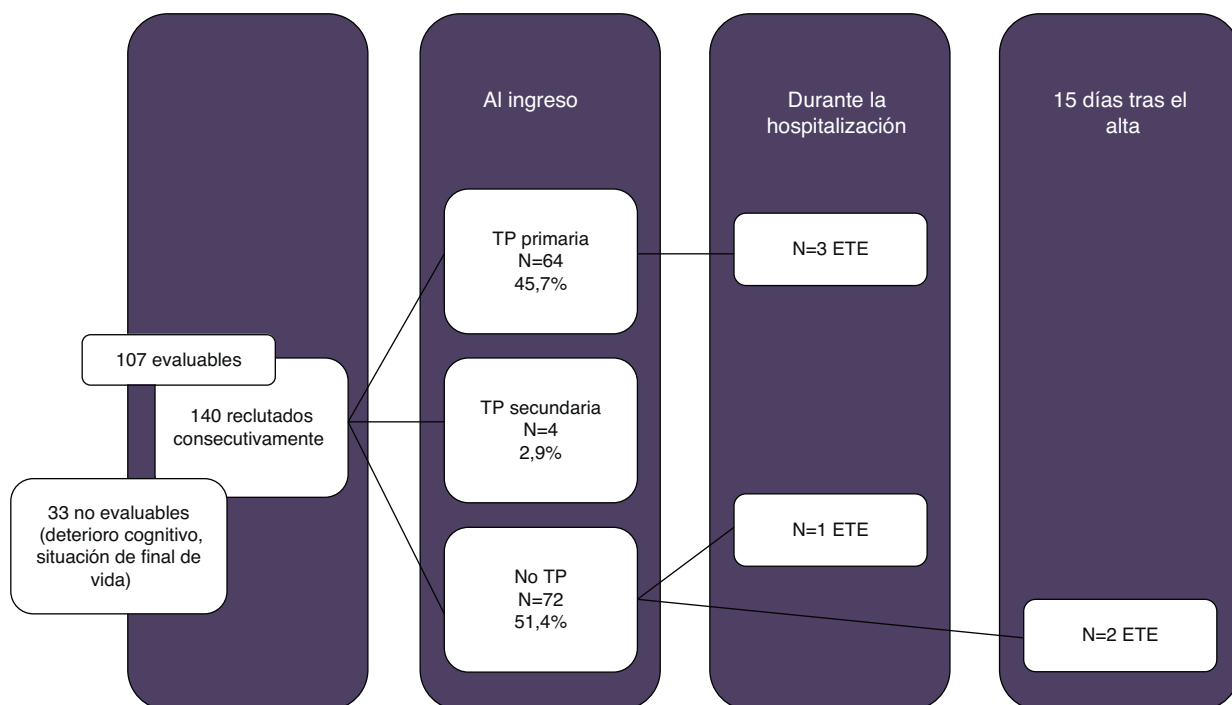 Al ingreso
Durante la
hospitalización
15 días tras el
alta
TP primaria
N=64
45,7%
N=3 ETE
107 evaluables
140 reclutados
consecutivamente
TP secundaria
N=4
2,9%
33 no evaluables
(deterioro cognitivo,
situación de final de
vida)
No TP
N=72
51,4%
N=1 ETE
N=2 ETE